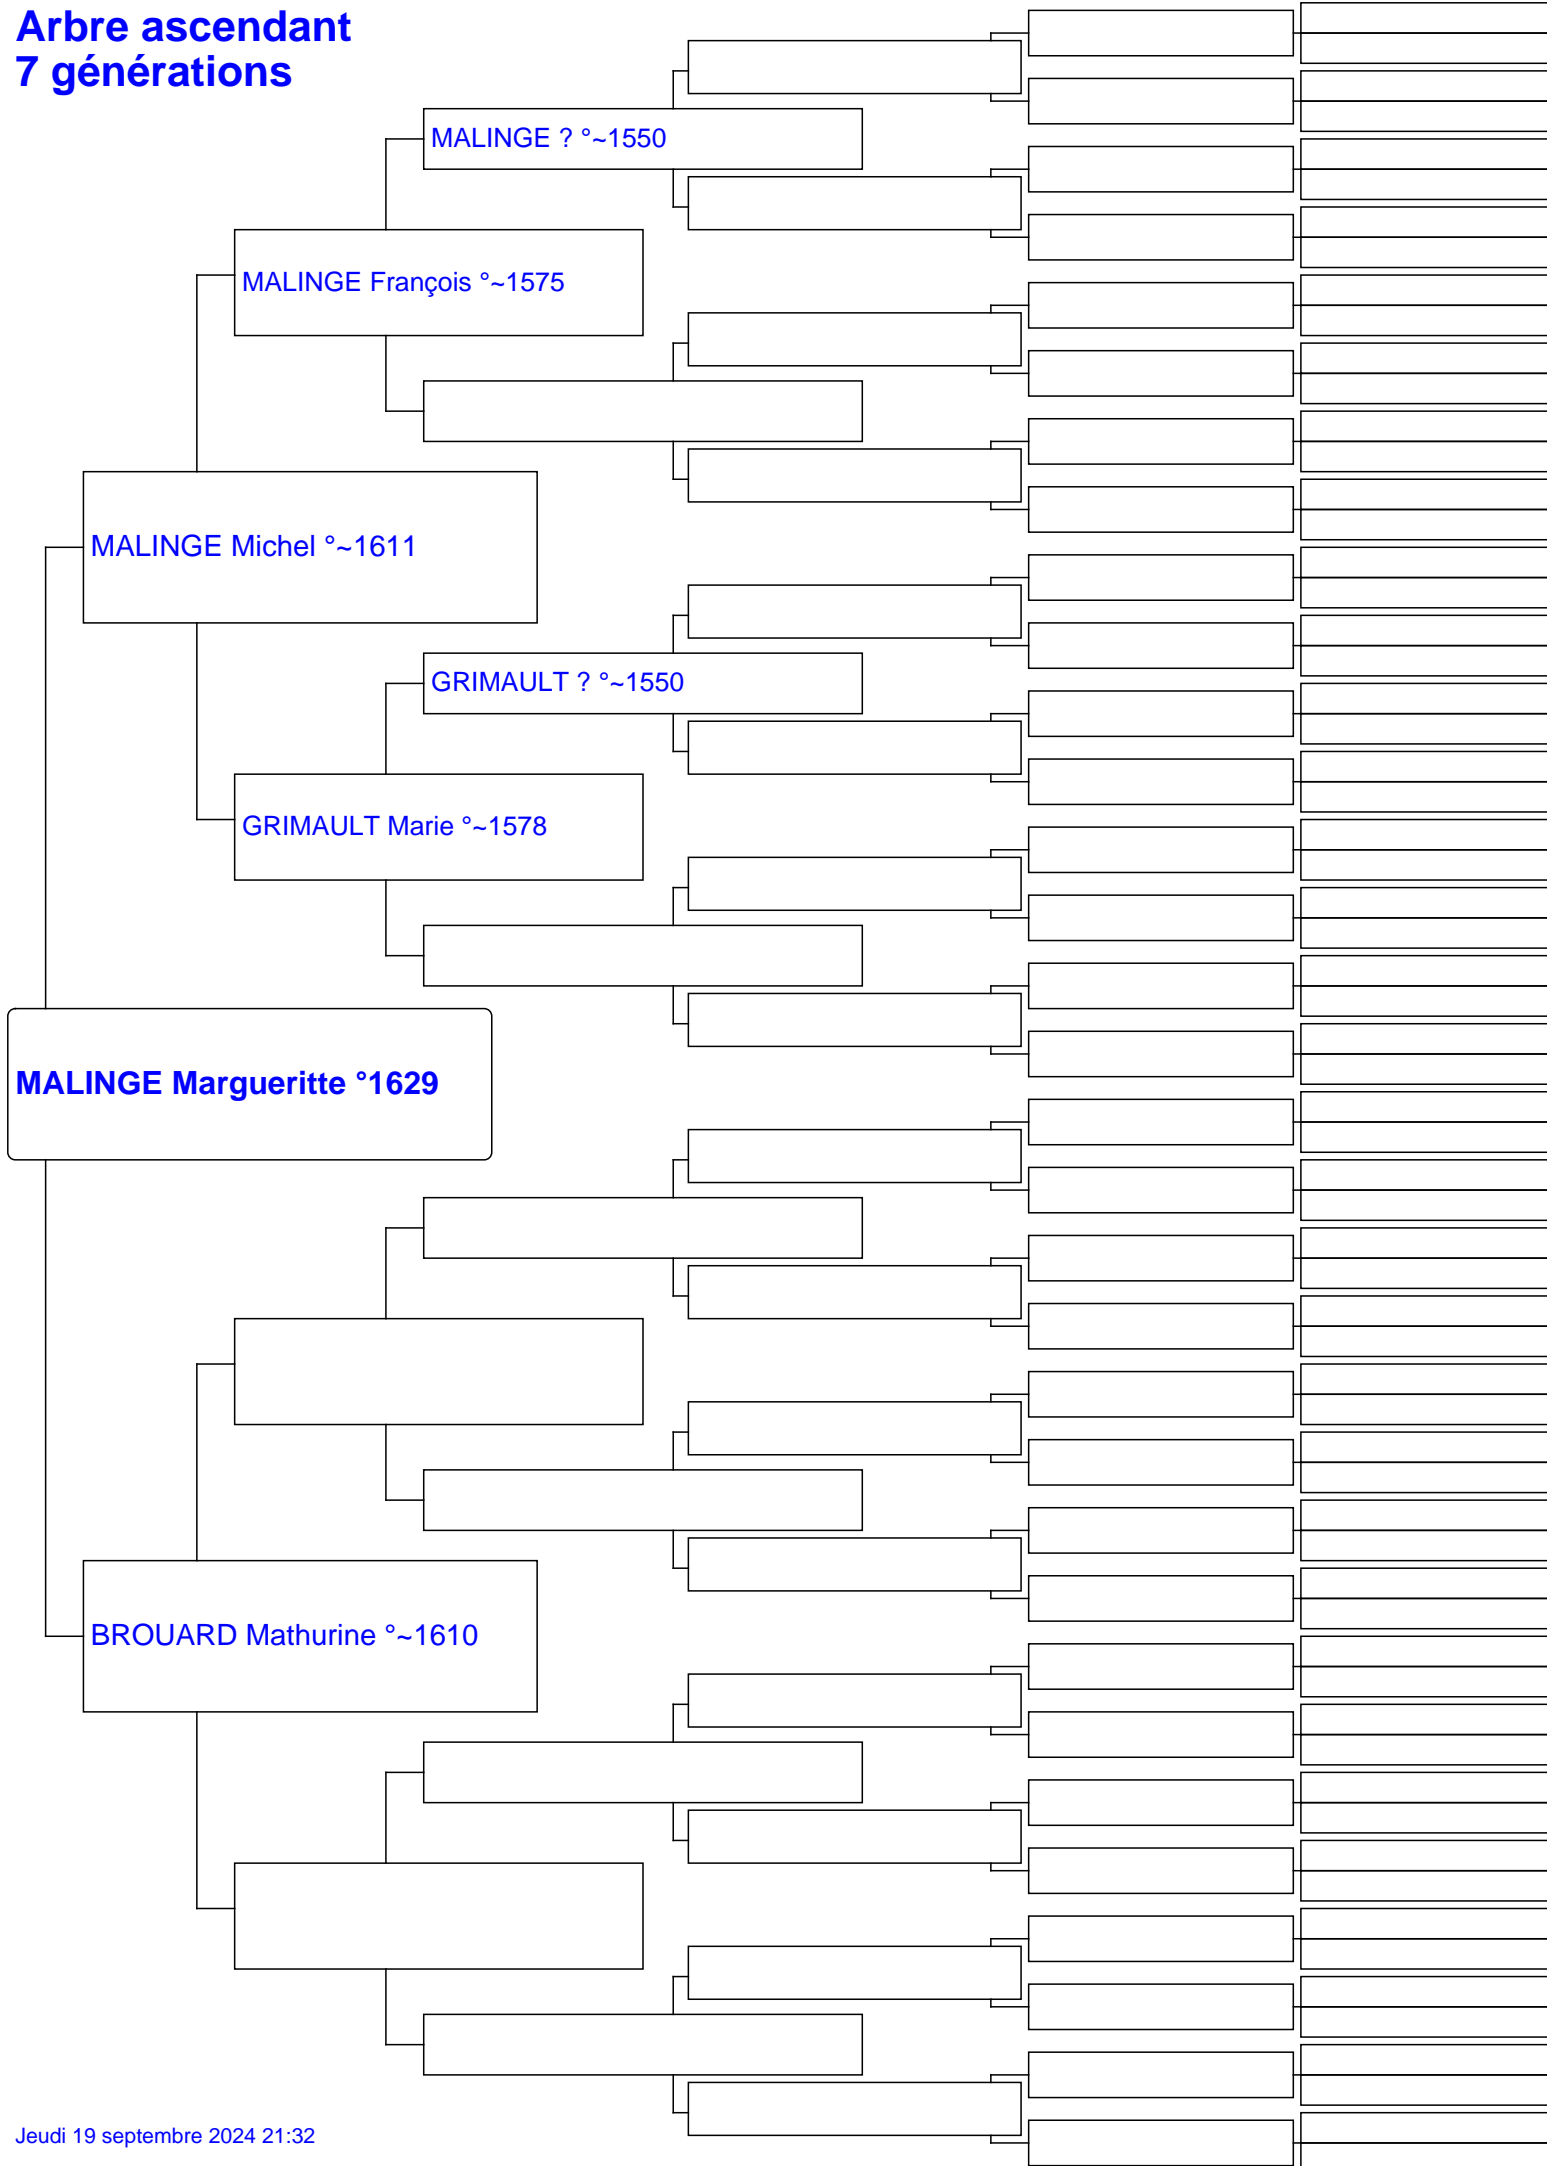 Arbre ascendant
7 générations
MALINGE ? °~1550
MALINGE François °~1575
MALINGE Michel °~1611
GRIMAULT ? °~1550
GRIMAULT Marie °~1578
MALINGE Margueritte °1629
BROUARD Mathurine °~1610
Jeudi 19 septembre 2024 21:32